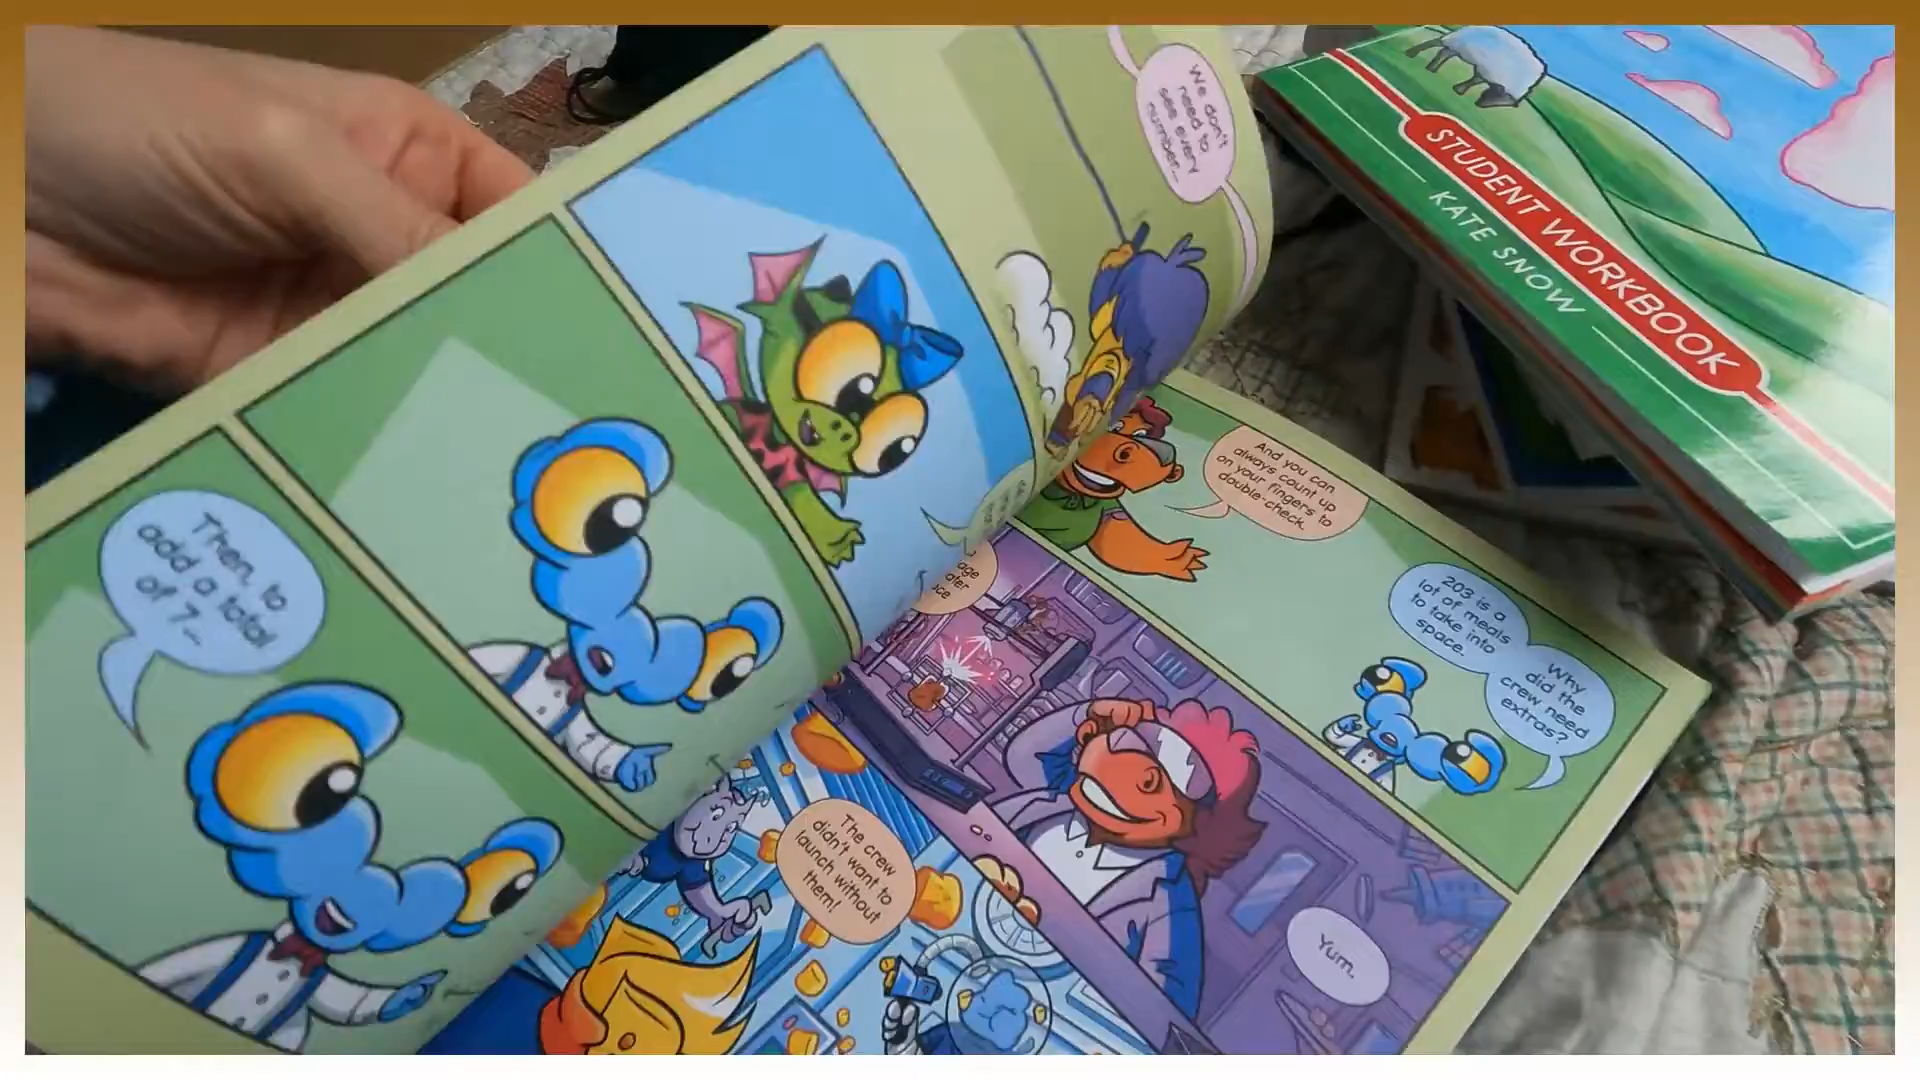 We don't
need to
see every
number...
Then, to
add a total
of 7...
And you can
always count up
on your fingers to
double-check.
203 is a
lot of meals
to take into
space.
Why
did the
crew need
extras?
age
ater
The crew
didn't want to
launch without
them!
Yum.
STUDENT WORKBOOK
KATE SNOW